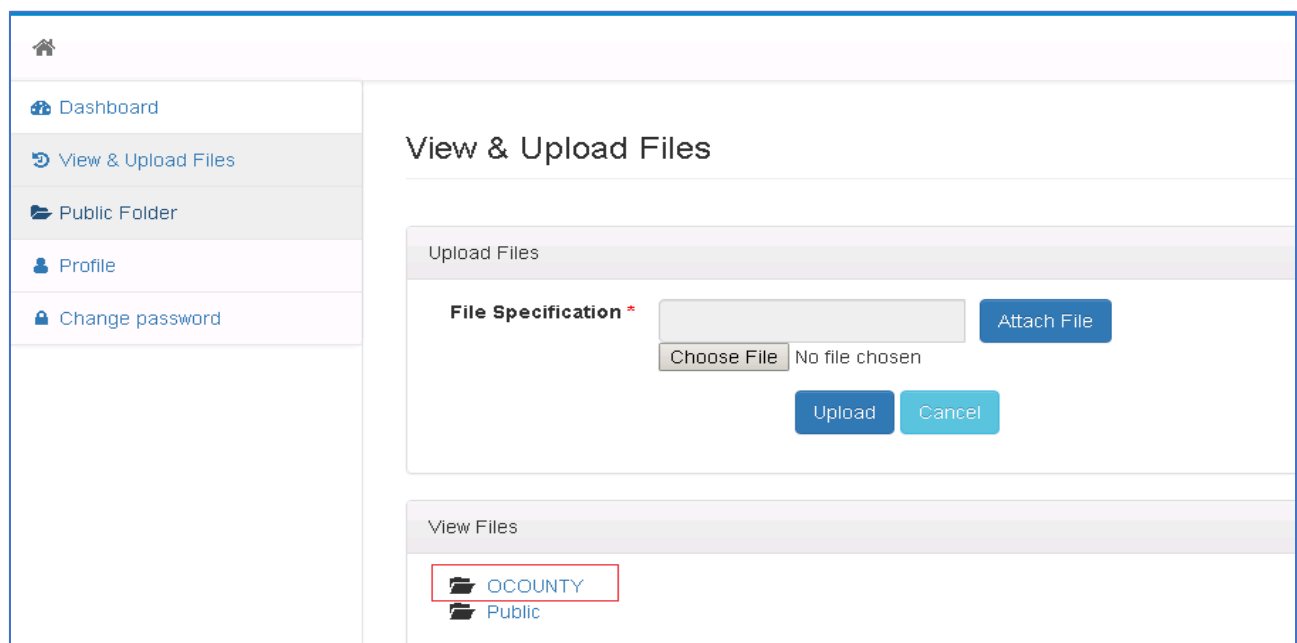 Dashboard
View & Upload Files
Public Folder
Profile
Change password
View & Upload Files
Upload Files
File Specification * Attach File
Choose File No file chosen
Upload Cancel
View Files
OCOUNTY
Public